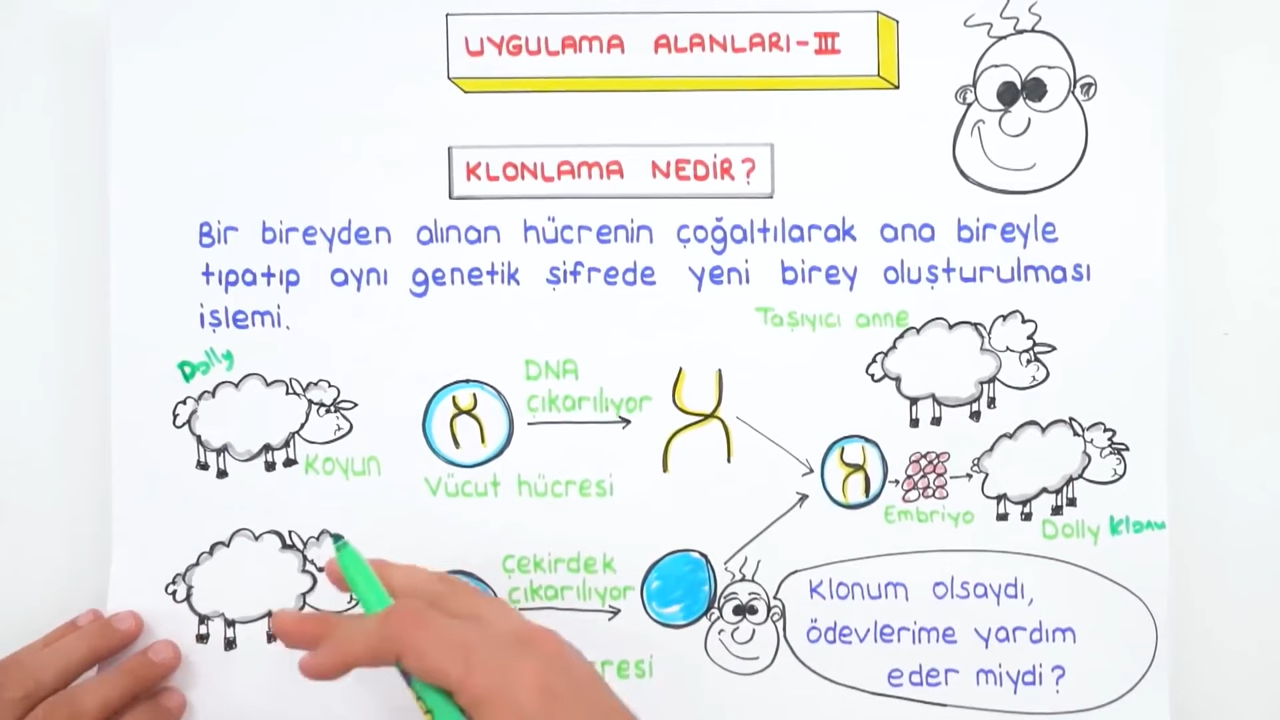 UYGULAMA ALANLARI-III
KLONLAMA NEDİR?
Bir bireyden alınan hücrenin çoğaltılarak ana bireyle
tıpatıp aynı genetik şifrede yeni birey oluşturulması
işlemi.
Taşıyıcı anne
Dolly
Koyun
DNA
çıkarılıyor
Vücut hücresi
Embriyo
Dolly klonu
Çekirdek
çıkarılıyor
Klonum olsaydı,
ödevlerime yardım
eder miydi?